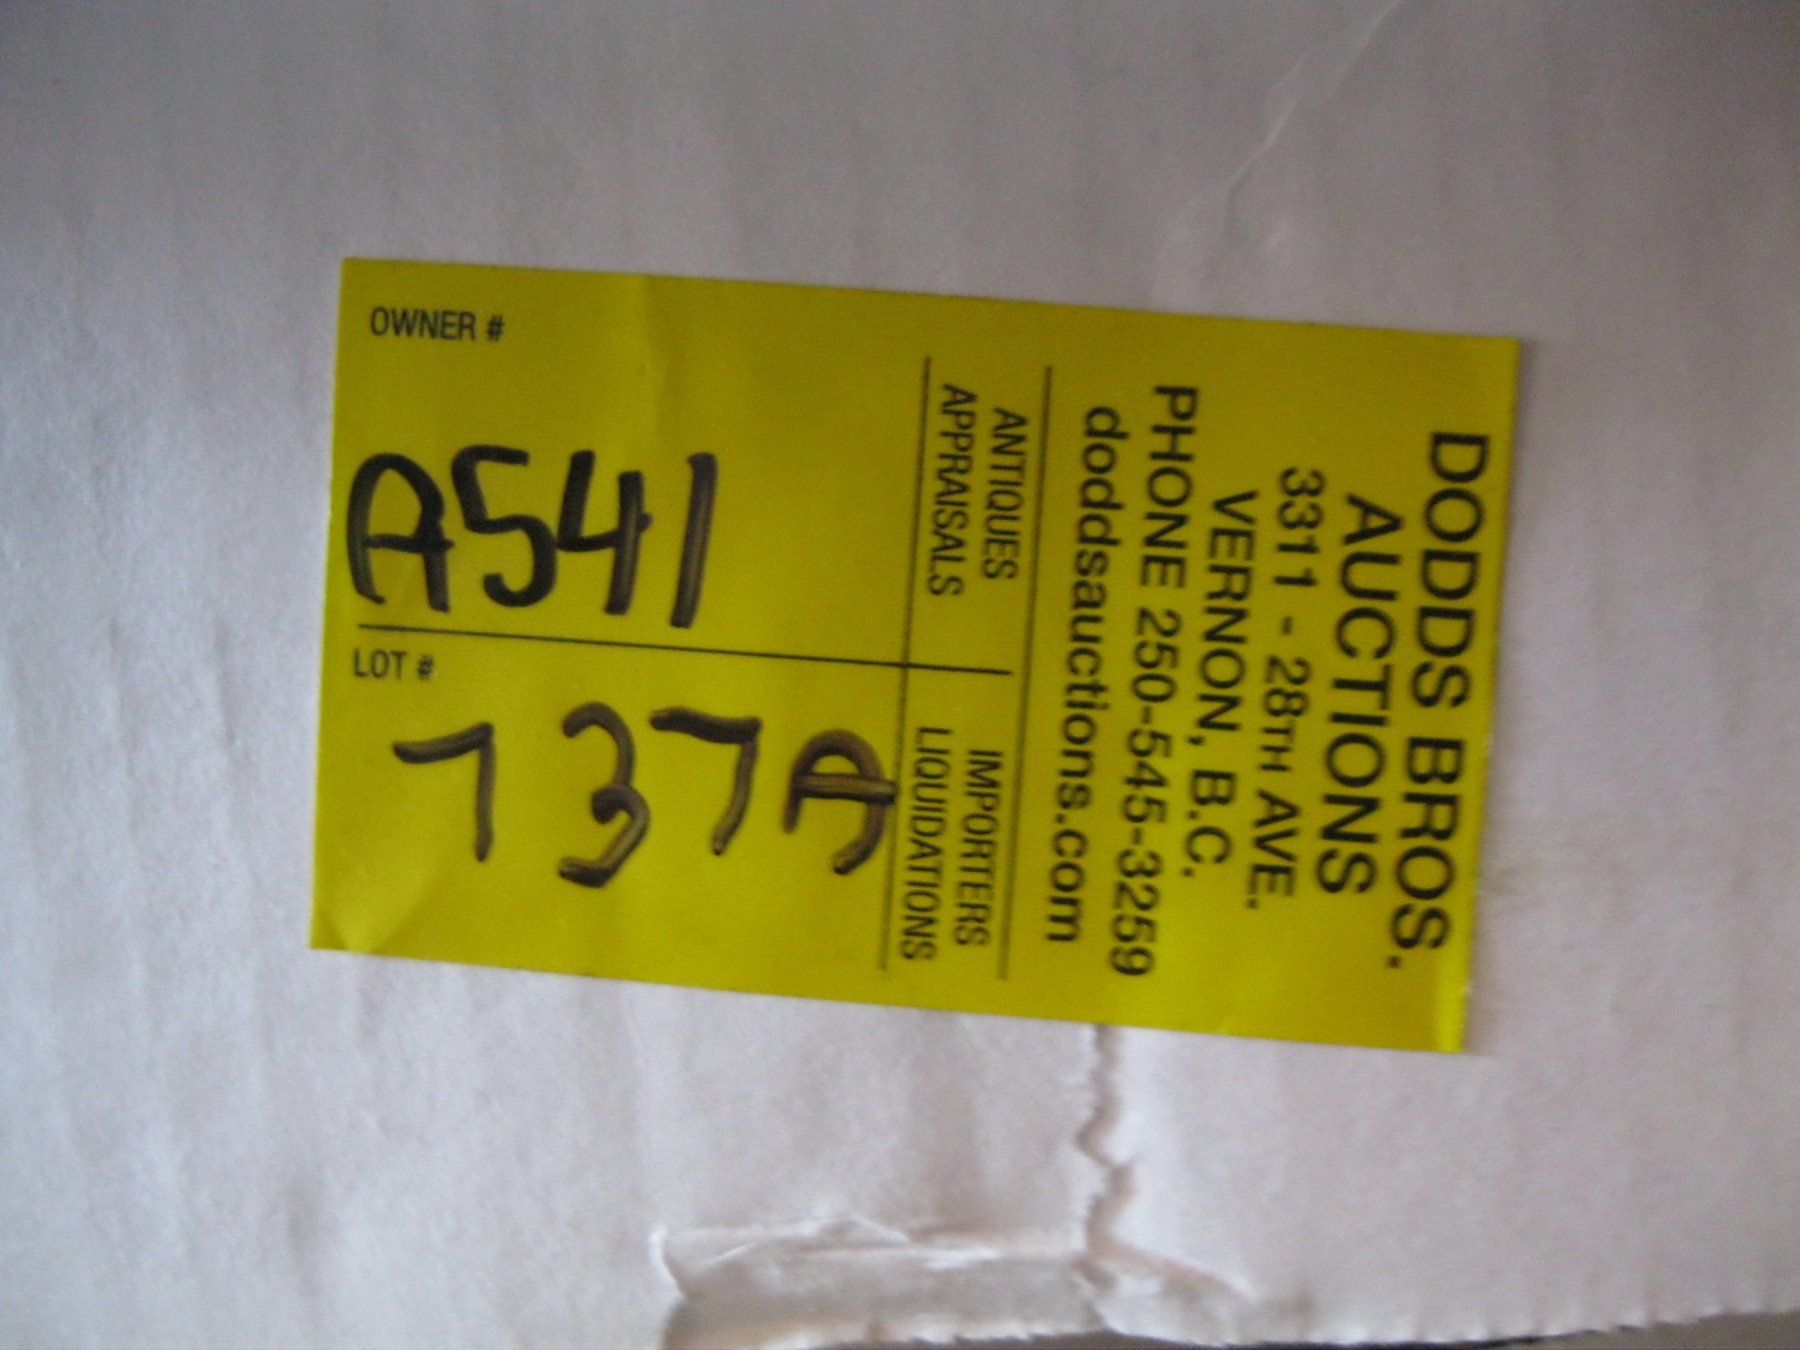 DODDS BROS.
AUCTIONS
3311 - 28TH AVE.
VERNON, B.C.
PHONE 250-545-3259
doddsauctions.com
ANTIQUES
APPRAISALS
IMPORTERS
LIQUIDATIONS
OWNER #
A541
LOT #
737A